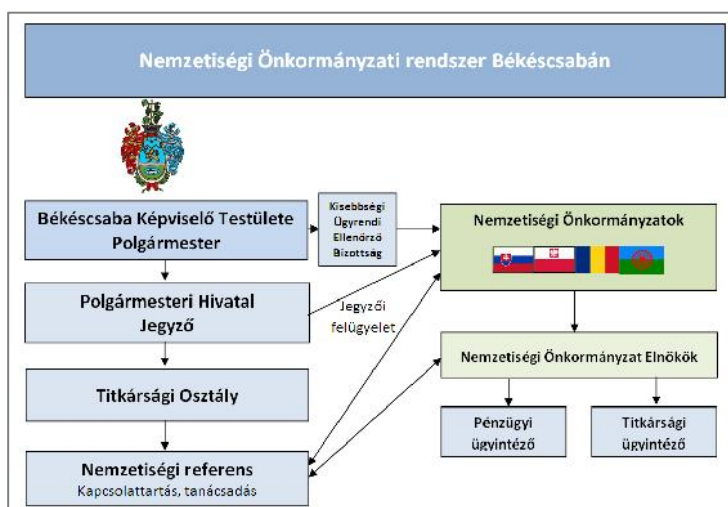 Nemzetiségi Önkormányzati rendszer Békéscsabán
Békéscsaba Képviselő Testülete
Polgármester
Kisebbségi
Ügyrendi
Ellenőrző
Bizottság
Nemzetiségi Önkormányzatok
Polgármesteri Hivatal
Jegyző
Jegyzői
felügyelet
Nemzetiségi Önkormányzat Elnökök
Titkársági Osztály
Pénzügyi
ügyintéző
Titkársági
ügyintéző
Nemzetiségi referens
Kapcsolattartás, tanácsadás